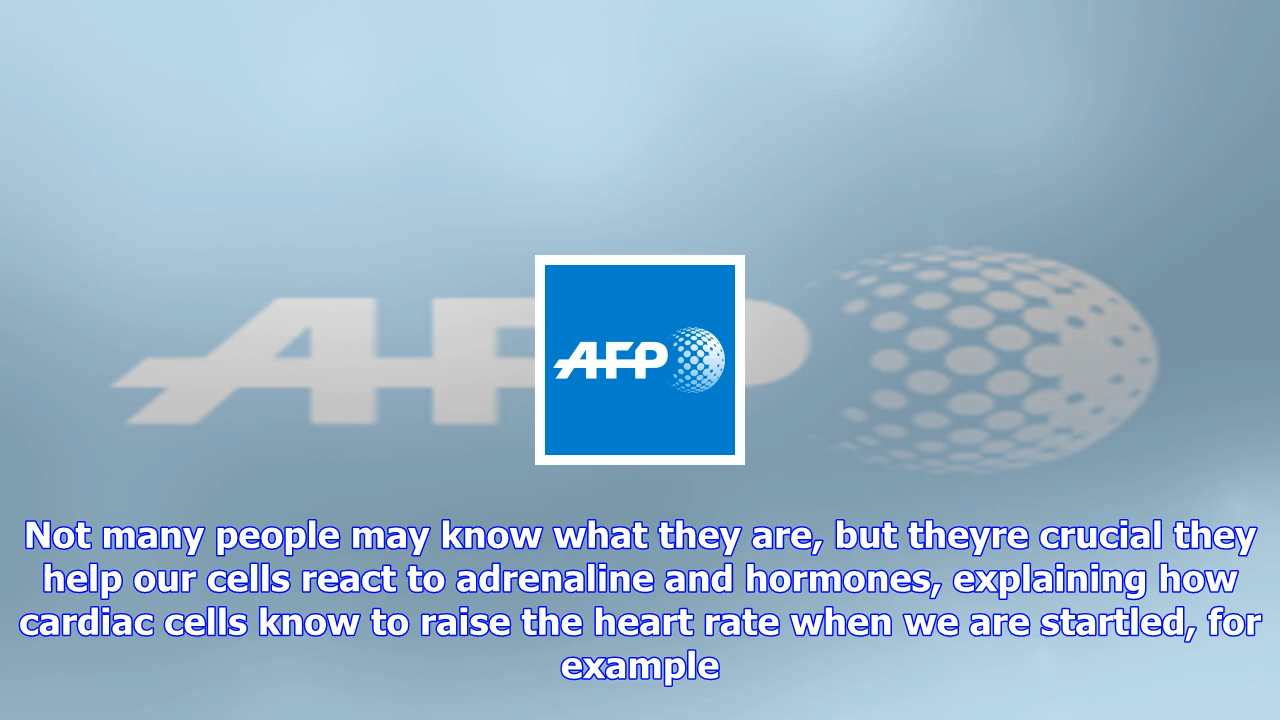 AFP
AFP
Not many people may know what they are, but theyre crucial they
help our cells react to adrenaline and hormones, explaining how
cardiac cells know to raise the heart rate when we are startled, for
example